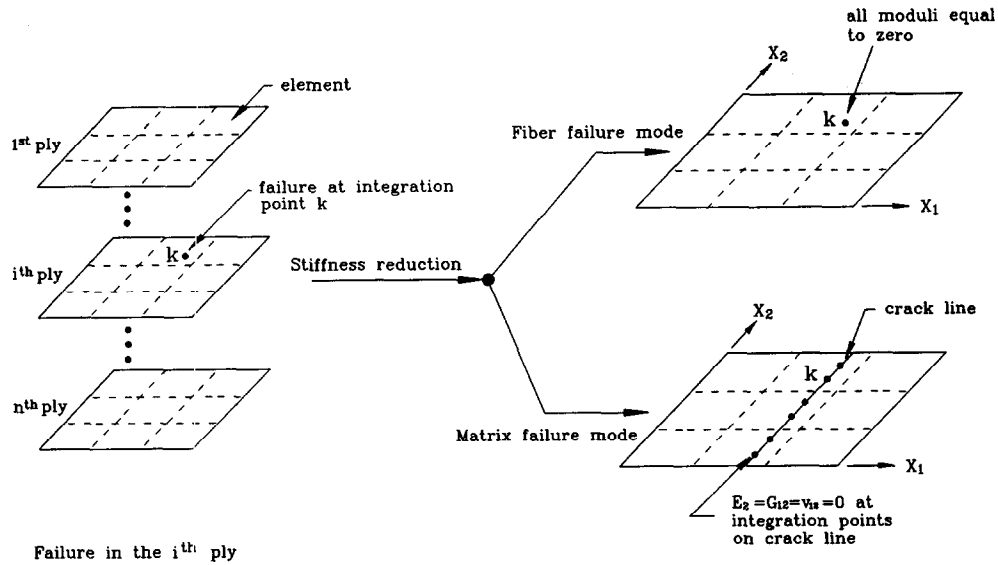 element
1st ply
failure at integration
point k
k
ith ply
nth ply
Failure in the ith ply
Stiffness reduction
Fiber failure mode
Matrix failure mode
all moduli equal
to zero
X2
k
X1
crack line
X2
k
X1
E2 =G12=ν12=0 at
integration points
on crack line